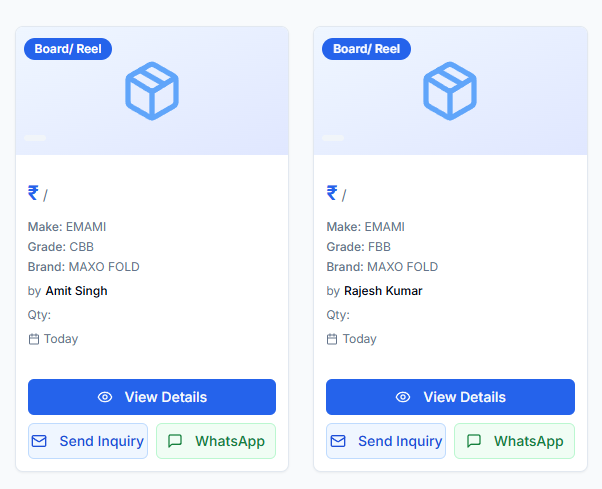 Board/ Reel
₹ /
Make: EMAMI
Grade: CBB
Brand: MAXO FOLD
by Amit Singh
Qty:
Today
View Details
Send Inquiry
WhatsApp
Board/ Reel
₹ /
Make: EMAMI
Grade: FBB
Brand: MAXO FOLD
by Rajesh Kumar
Qty:
Today
View Details
Send Inquiry
WhatsApp